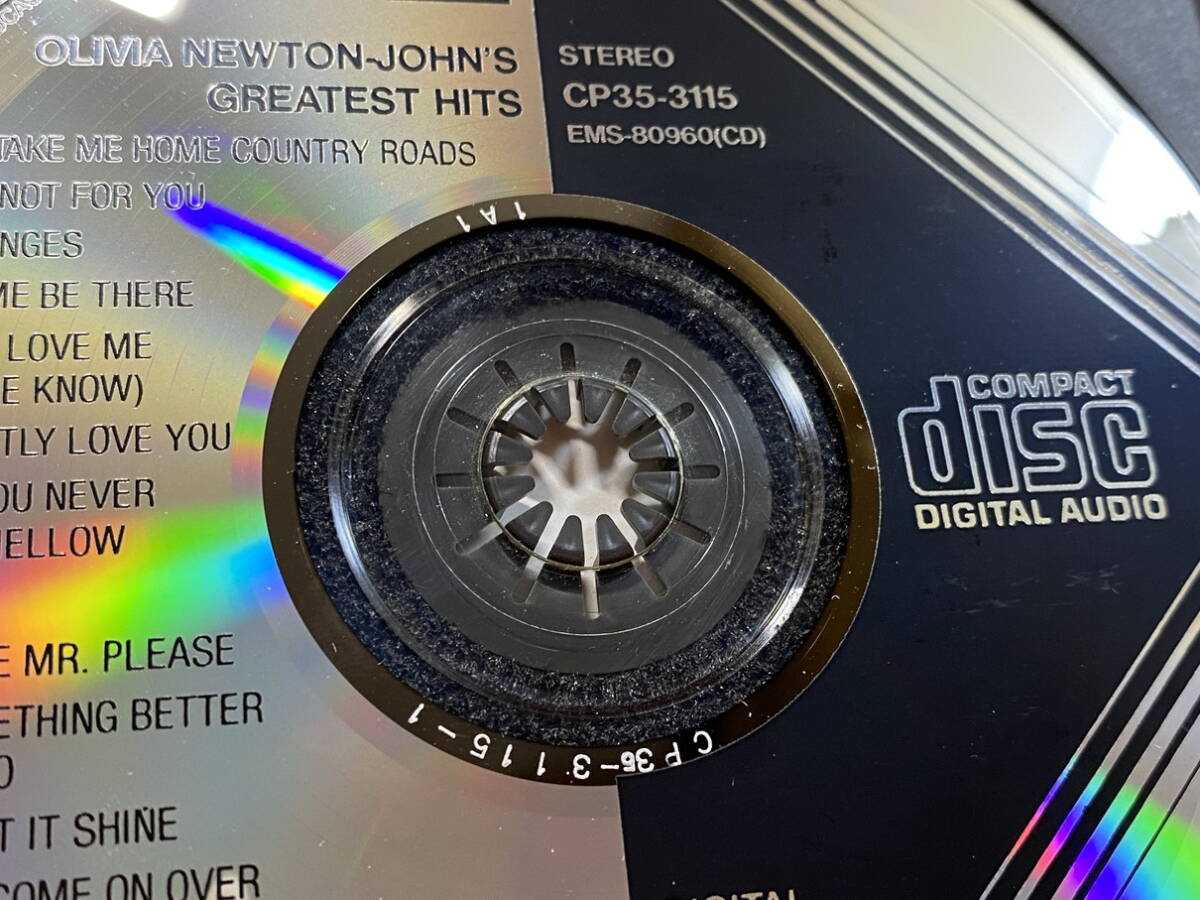 OLIVIA NEWTON-JOHN'S
GREATEST HITS
TAKE ME HOME COUNTRY ROADS
NOT FOR YOU
NGES
ME BE THERE
LOVE ME
E KNOW)
TLY LOVE YOU
OU NEVER
MELLOW
E MR. PLEASE
ETHING BETTER
O
T IT SHINE
COME ON OVER
STEREO
CP35-3115
EMS-80960(CD)
1A1
CP35-3115-1
COMPACT
disc
DIGITAL AUDIO
DIGITAL